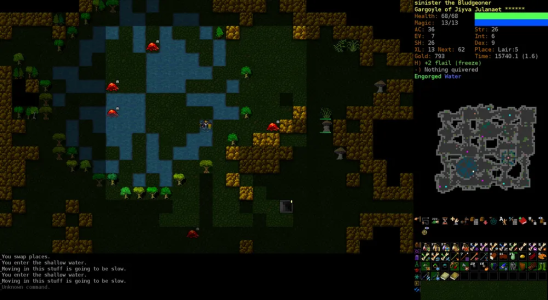 sinister the Bludgeoner
Gargoyle of Jiyva Julanaet ******
Health: 68/68
Magic: 13/13
AC: 36
Str: 26
EV: 7
Int: 8
SH: 26
Dex: 9
XL: 13 Next: 62 Place: Lair:5
Gold: 793 Time: 15740.1 (1.6)
H) +2 flail (freeze)
-) Nothing quivered
Engorged Water
You swap places.
You enter the shallow water.
Moving in this stuff is going to be slow.
You enter the shallow water.
Moving in this stuff is going to be slow.
Unknown command.